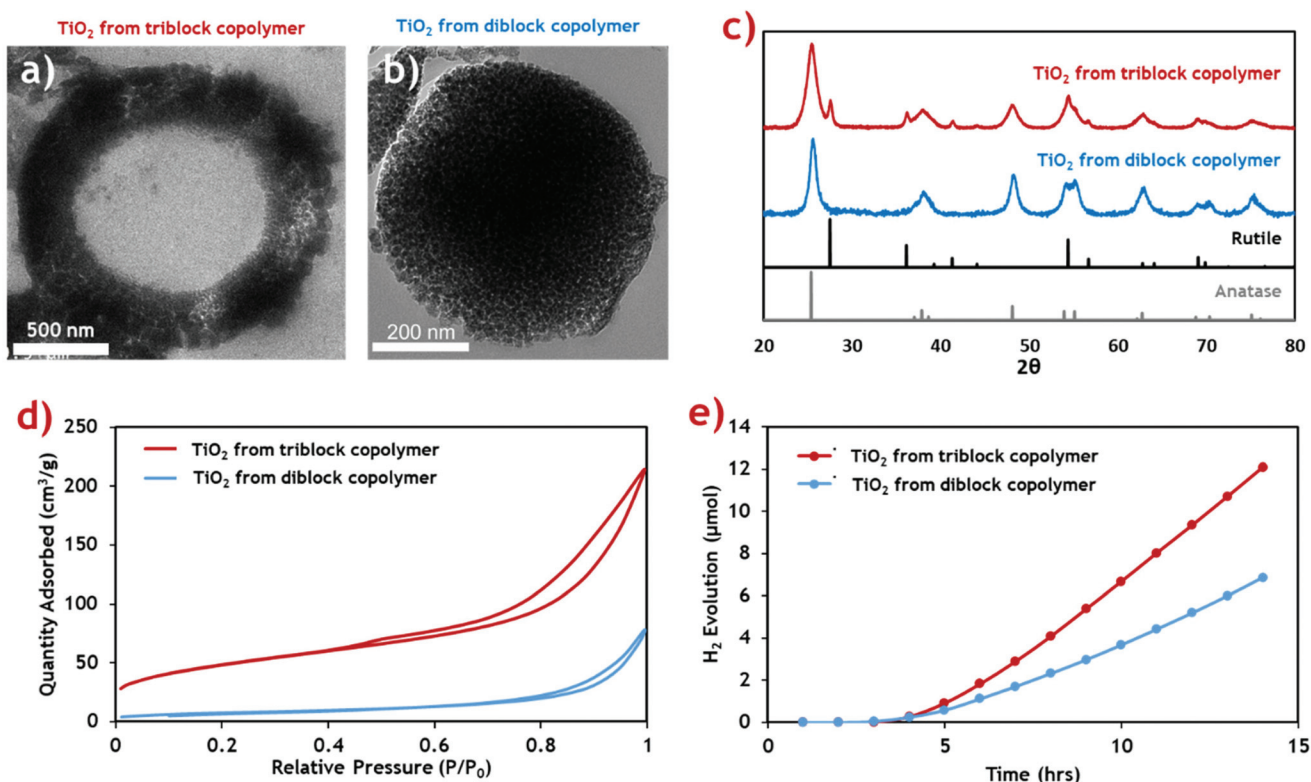 TiO₂ from triblock copolymer
a)
500 nm
TiO₂ from diblock copolymer
b)
200 nm
c)
TiO₂ from triblock copolymer
TiO₂ from diblock copolymer
Rutile
Anatase
20 30 40 50 60 70 80
2θ
d)
250
200
150
100
50
0
Quantity Adsorbed (cm³/g)
TiO₂ from triblock copolymer
TiO₂ from diblock copolymer
0 0.2 0.4 0.6 0.8 1
Relative Pressure (P/P₀)
e)
14
12
10
8
6
4
2
0
H₂ Evolution (µmol)
TiO₂ from triblock copolymer
TiO₂ from diblock copolymer
0 5 10 15
Time (hrs)